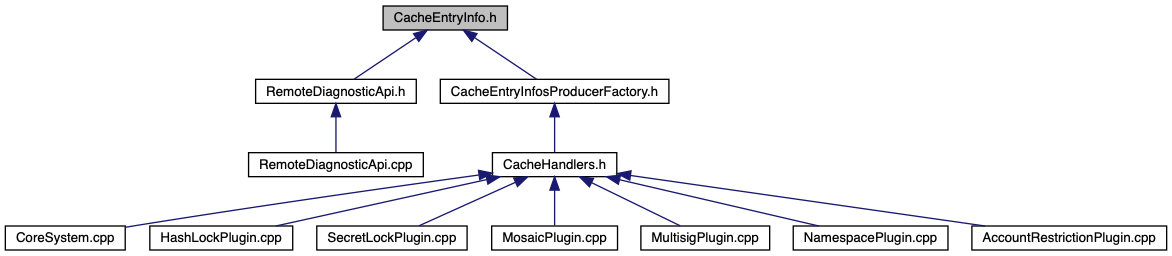 CacheEntryInfo.h
RemoteDiagnosticApi.h
CacheEntryInfosProducerFactory.h
RemoteDiagnosticApi.cpp
CacheHandlers.h
CoreSystem.cpp
HashLockPlugin.cpp
SecretLockPlugin.cpp
MosaicPlugin.cpp
MultisigPlugin.cpp
NamespacePlugin.cpp
AccountRestrictionPlugin.cpp